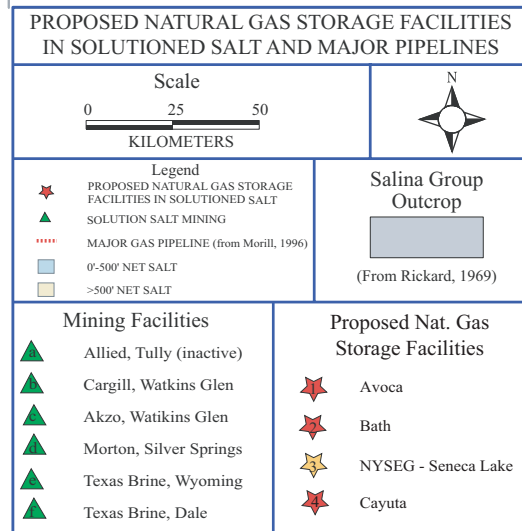 PROPOSED NATURAL GAS STORAGE FACILITIES
IN SOLUTIONED SALT AND MAJOR PIPELINES
Scale
0 25 50
KILOMETERS
N
Legend
PROPOSED NATURAL GAS STORAGE
FACILITIES IN SOLUTIONED SALT
SOLUTION SALT MINING
MAJOR GAS PIPELINE (from Morill, 1996)
0'-500' NET SALT
>500' NET SALT
Salina Group
Outcrop
(From Rickard, 1969)
Mining Facilities
a Allied, Tully (inactive)
b Cargill, Watkins Glen
c Akzo, Watikins Glen
d Morton, Silver Springs
e Texas Brine, Wyoming
f Texas Brine, Dale
Proposed Nat. Gas
Storage Facilities
1 Avoca
2 Bath
3 NYSEG - Seneca Lake
4 Cayuta